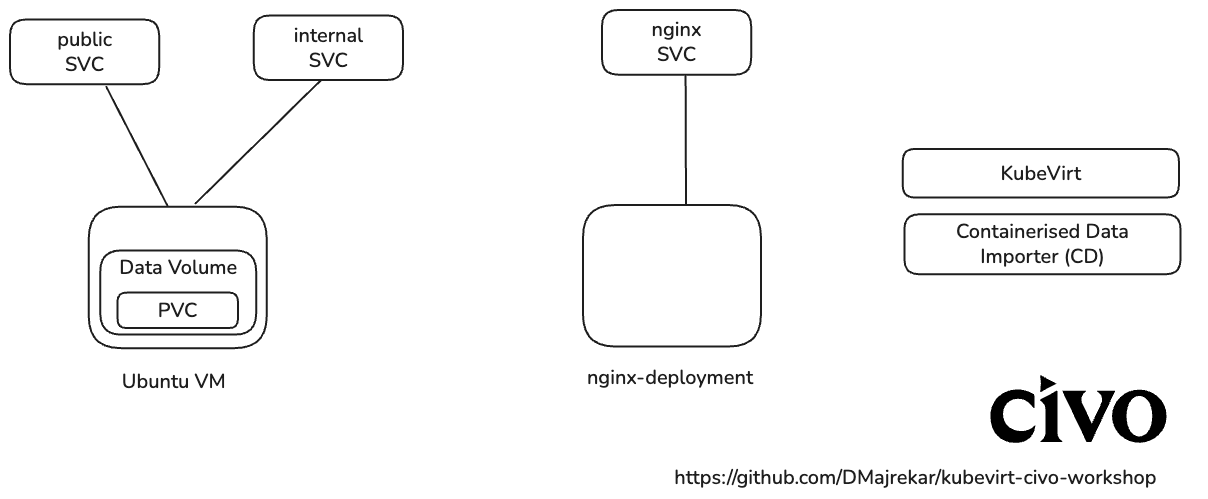 public
SVC
internal
SVC
nginx
SVC
KubeVirt
Containerised Data
Importer (CD)
Data Volume
PVC
Ubuntu VM
nginx-deployment
civo
https://github.com/DMajrekar/kubevirt-civo-workshop